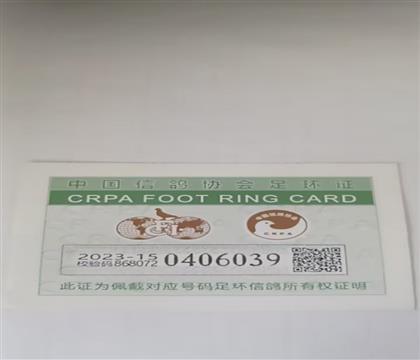 中国信鸽协会足环证
CRPA FOOT RING CARD
2023-15
校验码868072
0406039
此证为佩戴对应号码足环信鸽所有权证明